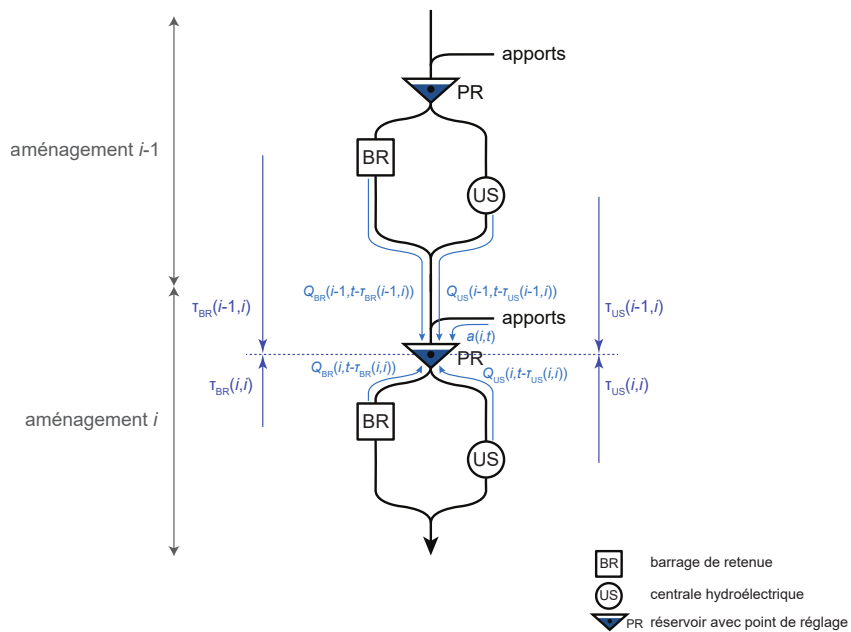 apports
PR
BR
aménagement i-1
US
Q_BR(i-1,t-τ_BR(i-1,i))
Q_US(i-1,t-τ_US(i-1,i))
τ_BR(i-1,i)
τ_US(i-1,i)
apports
a(i,t)
PR
Q_BR(i,t-τ_BR(i,i))
Q_US(i,t-τ_US(i,i))
τ_BR(i,i)
τ_US(i,i)
aménagement i
BR
US
BR barrage de retenue
US centrale hydroélectrique
PR réservoir avec point de réglage